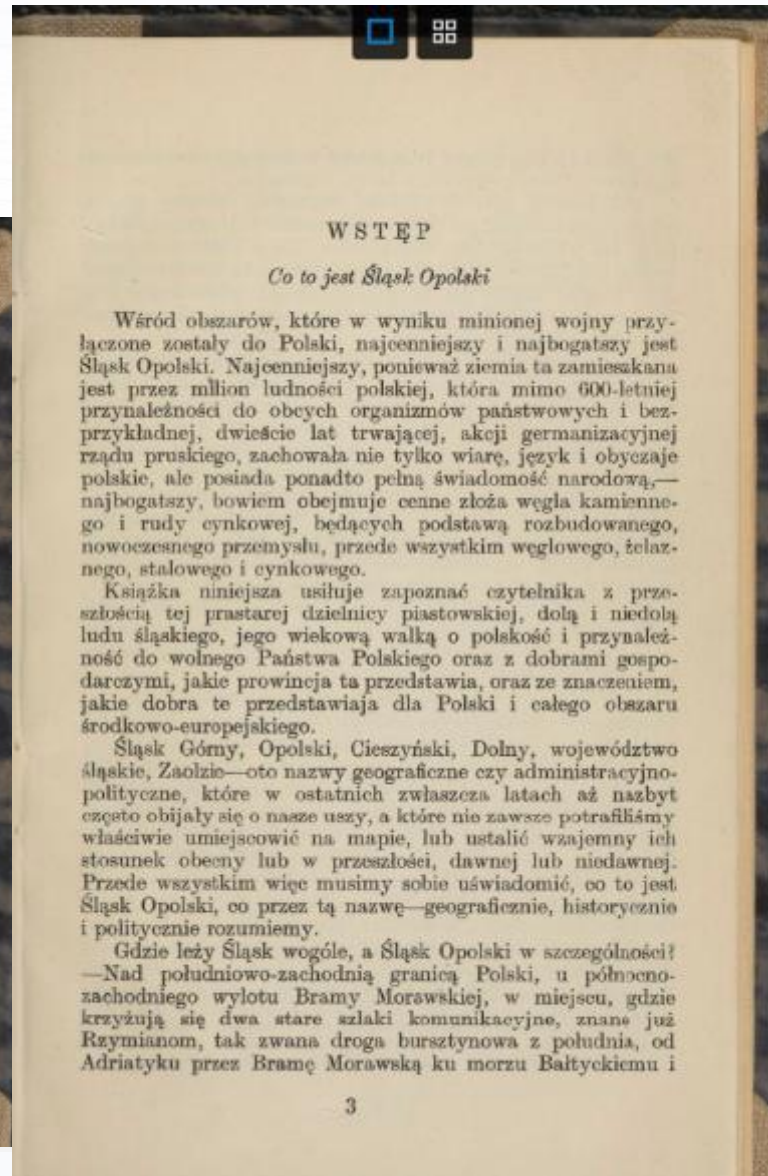 WSTĘP
Co to jest Śląsk Opolski
Wśród obszarów, które w wyniku minionej wojny przy-
łączone zostały do Polski, najcenniejszy i najbogatszy jest
Śląsk Opolski. Najcenniejszy, ponieważ ziemia ta zamieszkana
jest przez milion ludności polskiej, która mimo 600-letniej
przynależności do obcych organizmów państwowych i bez-
przykładnej, dwieście lat trwającej, akcji germanizacyjnej
rządu pruskiego, zachowała nie tylko wiarę, język i obyczaje
polskie, ale posiada ponadto pełną świadomość narodową,—
najbogatszy, bowiem obejmuje cenne złoża węgla kamienne-
go i rudy cynkowej, będących podstawą rozbudowanego,
nowoczesnego przemysłu, przede wszystkim węglowego, żelaz-
nego, stalowego i cynkowego.
Książka niniejsza usiłuje zapoznać czytelnika z prze-
szłością tej prastarej dzielnicy piastowskiej, dolą i niedolą
ludu śląskiego, jego wiekową walką o polskość i przynależ-
ność do wolnego Państwa Polskiego oraz z dobrami gospo-
darczymi, jakie prowincja ta przedstawia, oraz ze znaczeniem,
jakie dobra te przedstawiaja dla Polski i całego obszaru
środkowo-europejskiego.
Śląsk Górny, Opolski, Cieszyński, Dolny, województwo
śląskie, Zaolzie—oto nazwy geograficzne czy administracyjno-
polityczne, które w ostatnich zwłaszcza latach aż nazbyt
często obijały się o nasze uszy, a które nie zawsze potrafiliśmy
właściwie umiejscowić na mapie, lub ustalić wzajemny ich
stosunek obecny lub w przeszłości, dawnej lub niedawnej.
Przede wszystkim więc musimy sobie uświadomić, co to jest
Śląsk Opolski, co przez tą nazwę—geograficznie, historycznie
i politycznie rozumiemy.
Gdzie leży Śląsk wogóle, a Śląsk Opolski w szczególności?
—Nad południowo-zachodnią granicą Polski, u północno-
zachodniego wylotu Bramy Morawskiej, w miejscu, gdzie
krzyżują się dwa stare szlaki komunikacyjne, znane już
Rzymianom, tak zwana droga bursztynowa z południa, od
Adriatyku przez Bramę Morawską ku morzu Bałtyckiemu i
3